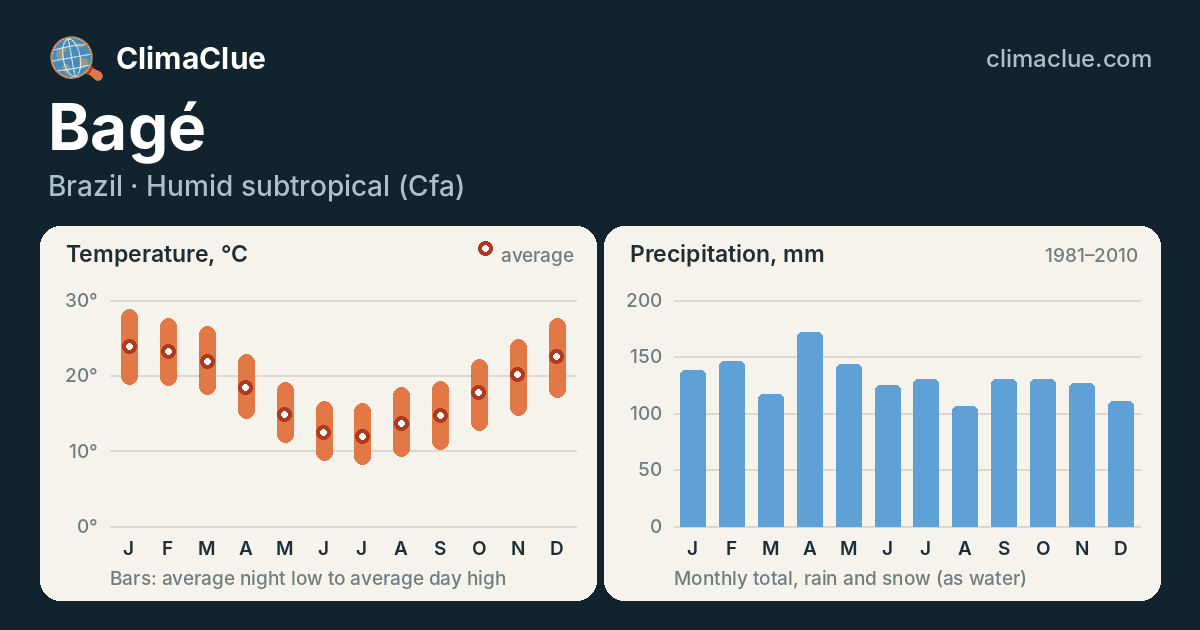 ClimaClue
climaclue.com
Bagé
Brazil · Humid subtropical (Cfa)
Temperature, °C
average
30°
20°
10°
0°
J F M A M J J A S O N D
Bars: average night low to average day high
Precipitation, mm
1981–2010
200
150
100
50
0
J F M A M J J A S O N D
Monthly total, rain and snow (as water)